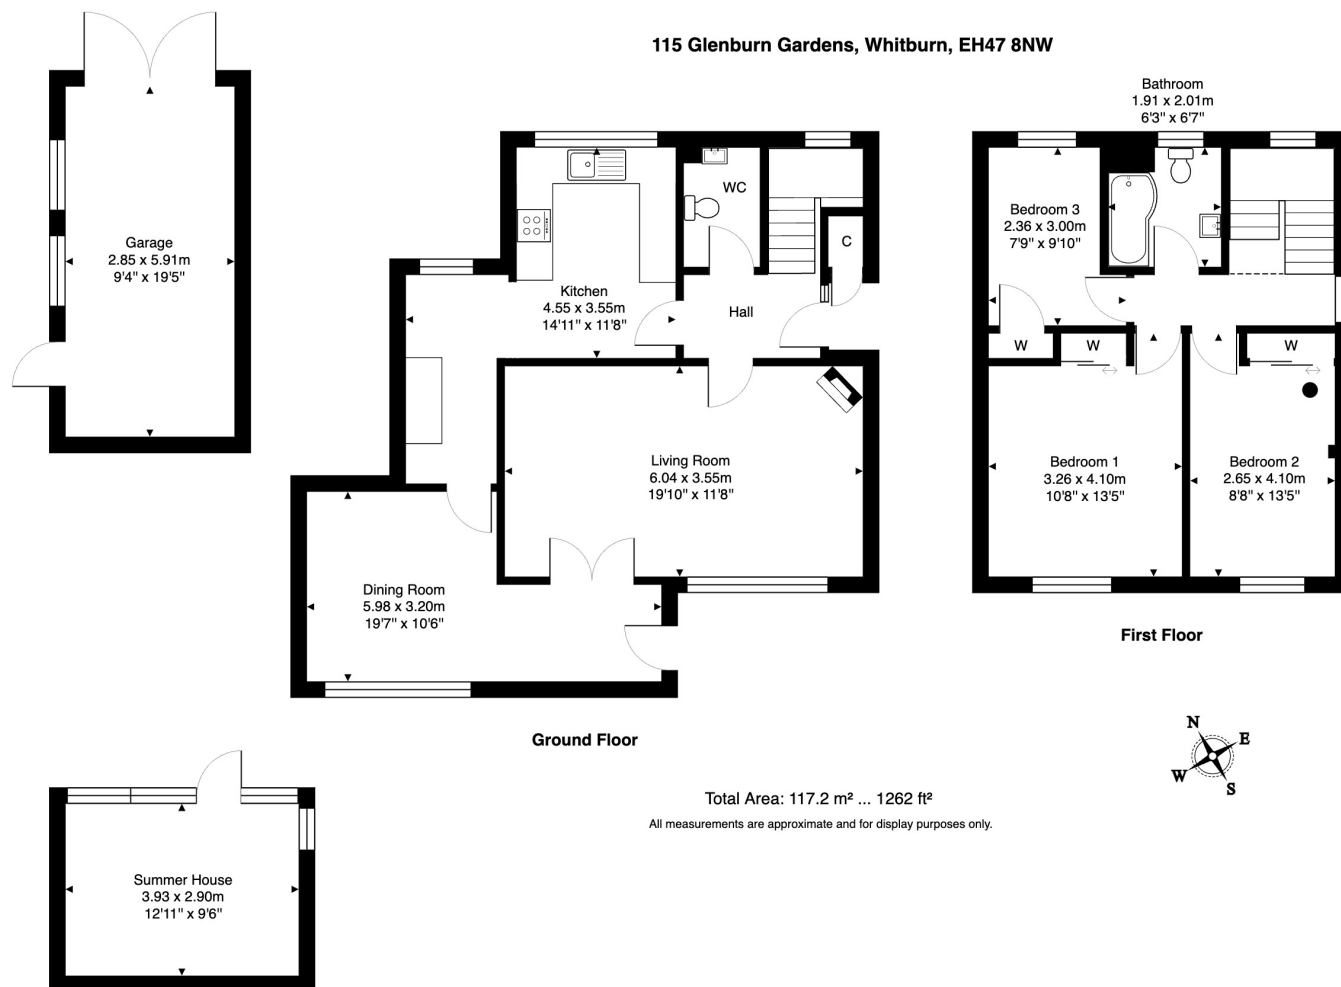 115 Glenburn Gardens, Whitburn, EH47 8NW
Garage
2.85 x 5.91m
9'4" x 19'5"
Kitchen
4.55 x 3.55m
14'11" x 11'8"
WC
C
Hall
Living Room
6.04 x 3.55m
19'10" x 11'8"
Dining Room
5.98 x 3.20m
19'7" x 10'6"
Ground Floor
Bathroom
1.91 x 2.01m
6'3" x 6'7"
Bedroom 3
2.36 x 3.00m
7'9" x 9'10"
W
W
W
Bedroom 1
3.26 x 4.10m
10'8" x 13'5"
Bedroom 2
2.65 x 4.10m
8'8" x 13'5"
First Floor
N
E
W
S
Summer House
3.93 x 2.90m
12'11" x 9'6"
Total Area: 117.2 m² ... 1262 ft²
All measurements are approximate and for display purposes only.